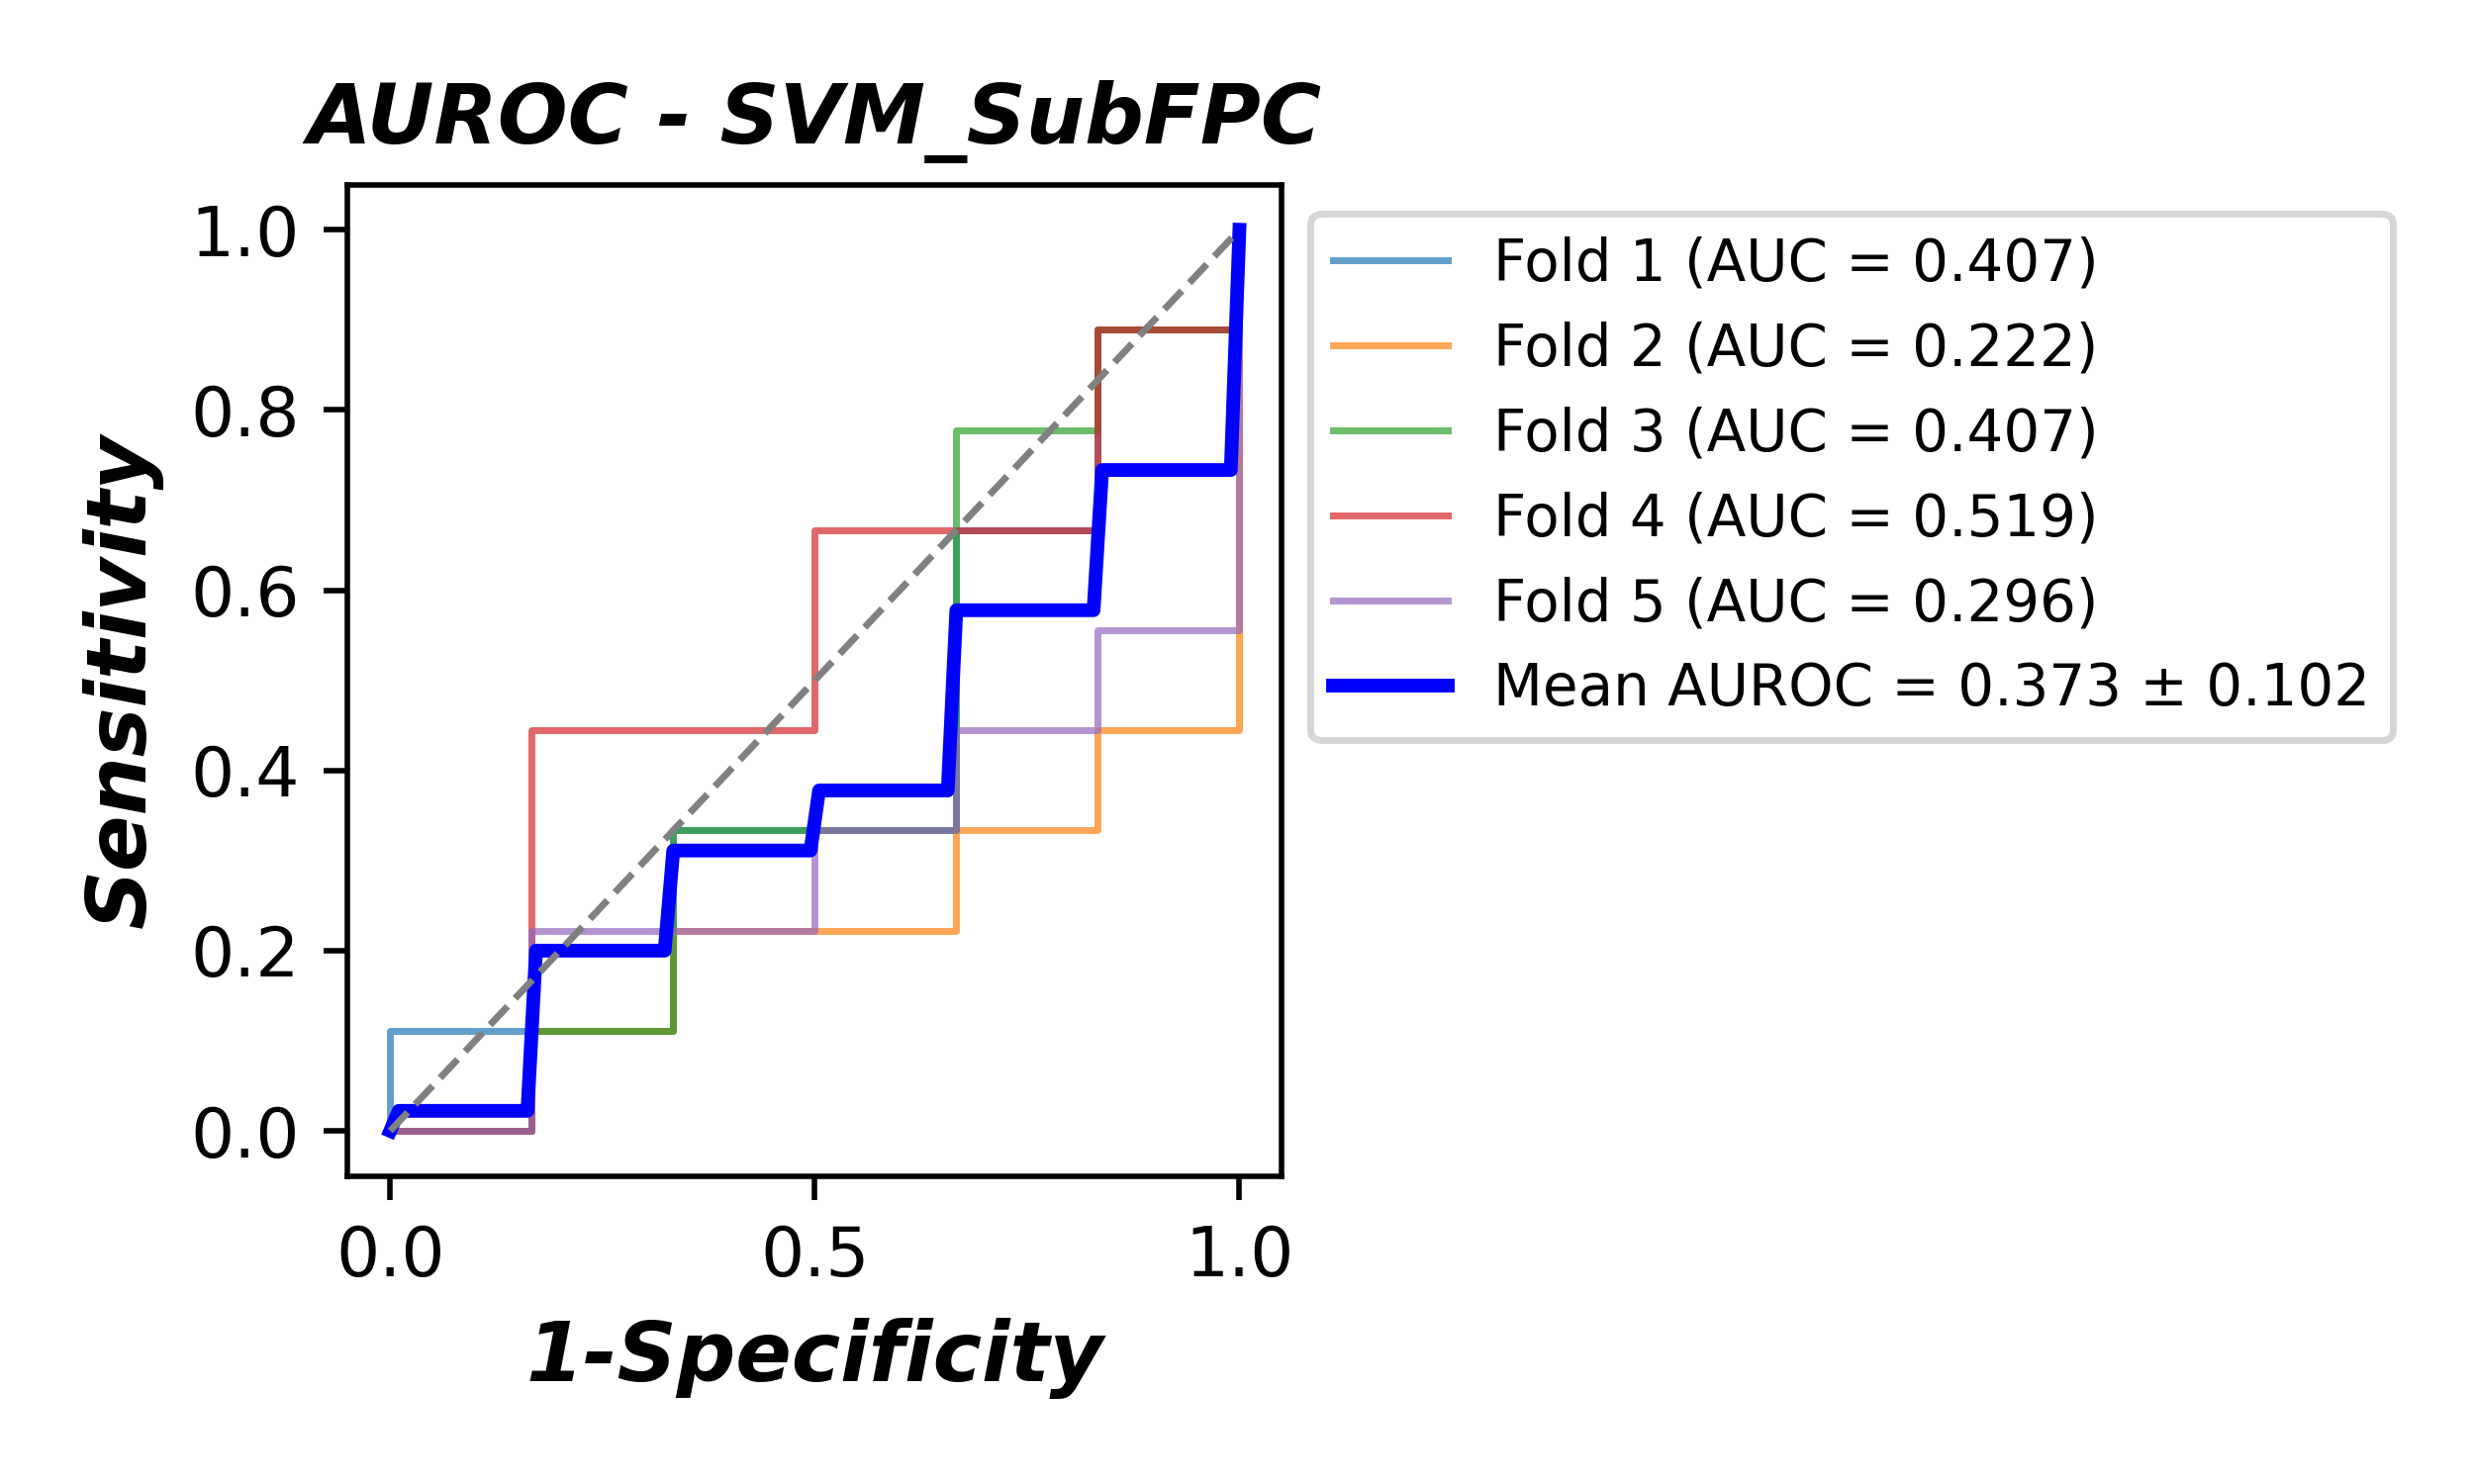 AUROC - SVM_SubFPC
Sensitivity
1.0
0.8
0.6
0.4
0.2
0.0
0.0 0.5 1.0
1-Specificity
Fold 1 (AUC = 0.407)
Fold 2 (AUC = 0.222)
Fold 3 (AUC = 0.407)
Fold 4 (AUC = 0.519)
Fold 5 (AUC = 0.296)
Mean AUROC = 0.373 ± 0.102